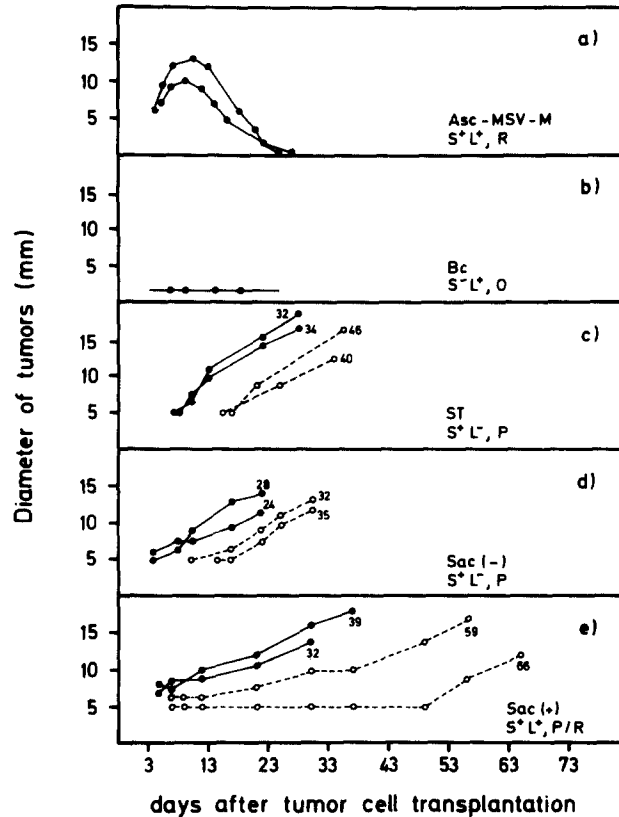 Diameter of tumors (mm)
15
10
5
a)
Asc-MSV-M
S⁺L⁺, R
15
10
5
b)
Bc
S⁻L⁺, O
15
10
5
32
34
46
40
c)
ST
S⁺L⁻, P
15
10
5
28
24
32
35
d)
Sac (-)
S⁺L⁻, P
15
10
5
39
32
59
66
e)
Sac (+)
S⁺L⁺, P/R
3 13 23 33 43 53 63 73
days after tumor cell transplantation